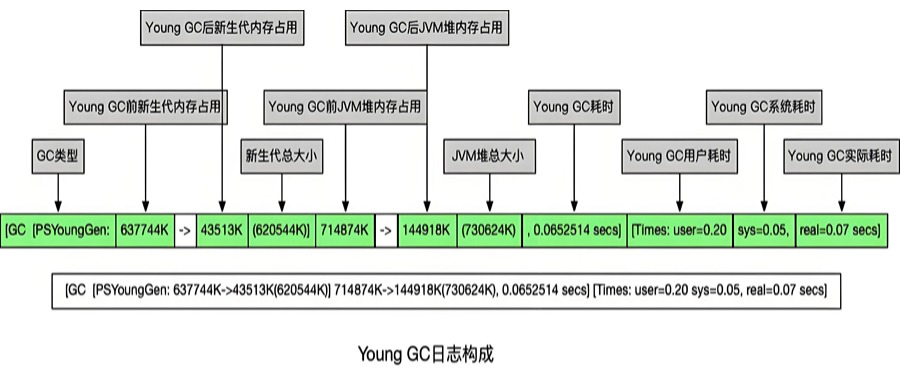 Young GC后新生代内存占用 Young GC后JVM堆内存占用
Young GC前新生代内存占用 Young GC前JVM堆内存占用 Young GC耗时 Young GC系统耗时
GC类型 新生代总大小 JVM堆总大小 Young GC用户耗时 Young GC实际耗时
[GC [PSYoungGen: 637744K -> 43513K (620544K)] 714874K -> 144918K (730624K) , 0.0652514 secs] [Times: user=0.20 sys=0.05, real=0.07 secs]
[GC [PSYoungGen: 637744K->43513K(620544K)] 714874K->144918K(730624K), 0.0652514 secs] [Times: user=0.20 sys=0.05, real=0.07 secs]
Young GC日志构成